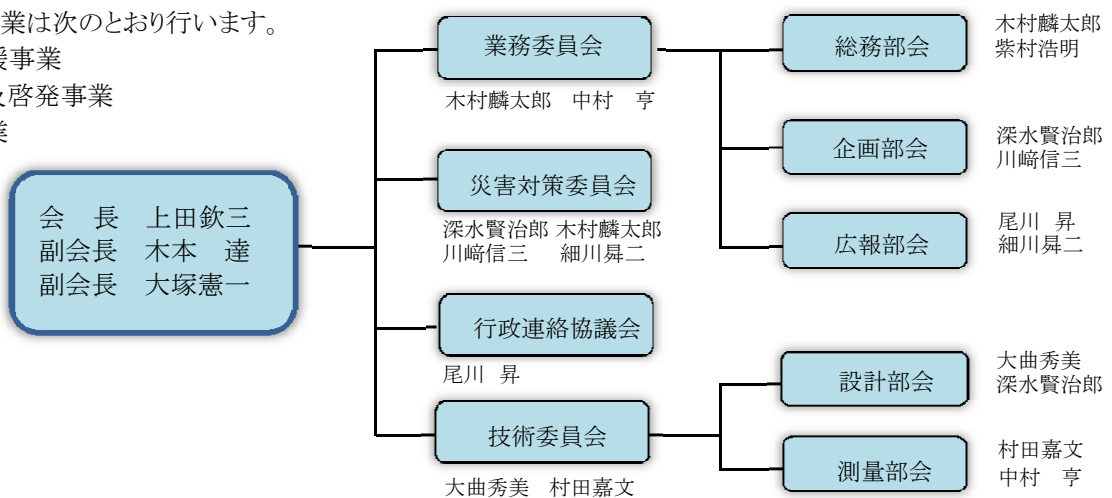 業は次のとおり行います。
援事業
及啓発事業
業
会　長　上田欽三
副会長　木本　達
副会長　大塚憲一
業務委員会
木村麟太郎　中村　亨
災害対策委員会
深水賢治郎 木村麟太郎
川﨑信三　細川昇二
行政連絡協議会
尾川　昇
技術委員会
大曲秀美　村田嘉文
総務部会
木村麟太郎
紫村浩明
企画部会
深水賢治郎
川﨑信三
広報部会
尾川　昇
細川昇二
設計部会
大曲秀美
深水賢治郎
測量部会
村田嘉文
中村　亨